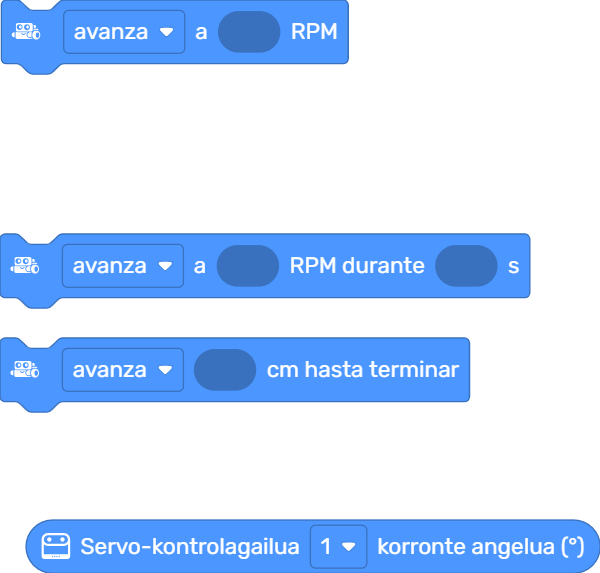 avanza a RPM
avanza a RPM durante s
avanza cm hasta terminar
Servo-kontrolagailua 1 korronte angelua (°)